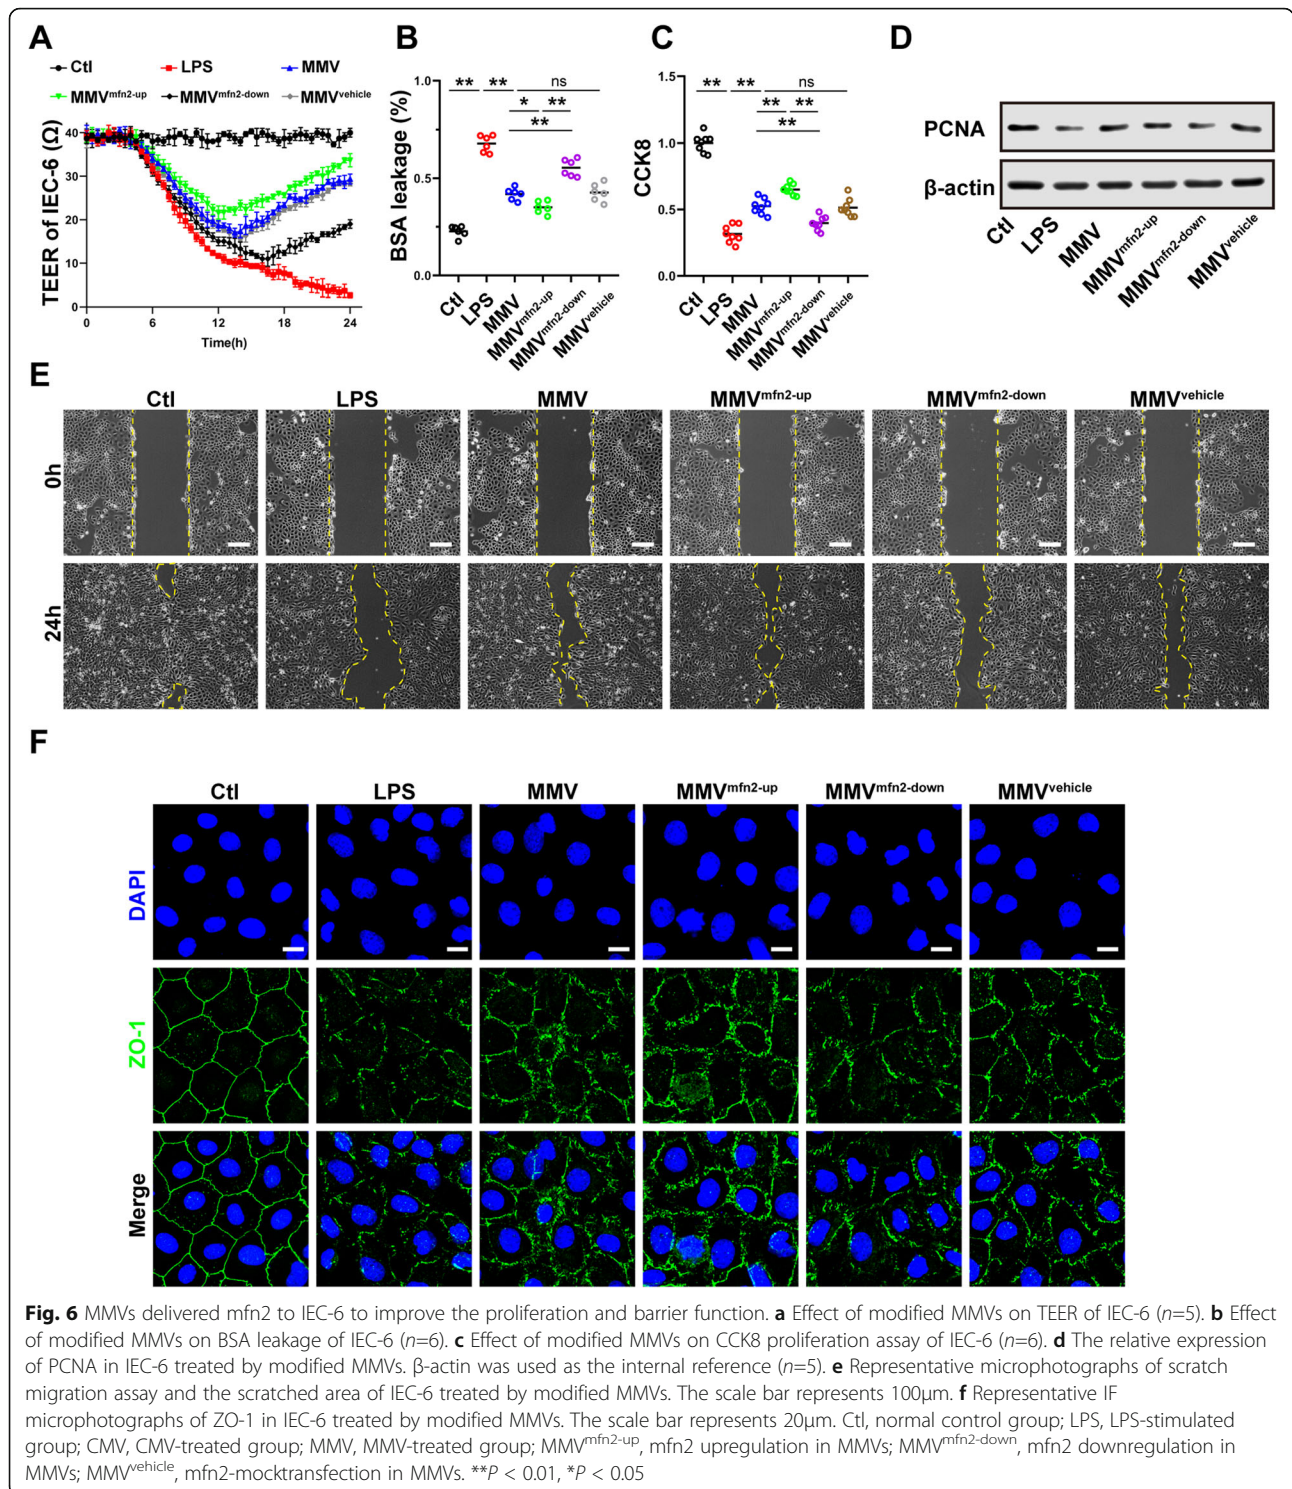 A
Ctl LPS MMV
MMVmfn2-up MMVmfn2-down MMVvehicle
TEER of IEC-6 (Ω)
40
30
20
10
0
0 6 12 18 24
Time(h)
B
** ** ns
* **
**
BSA leakage (%)
1.0
0.5
0.0
Ctl
LPS
MMV
MMVmfn2-up
MMVmfn2-down
MMVvehicle
C
** ** ns
** **
**
CCK8
1.5
1.0
0.5
0.0
Ctl
LPS
MMV
MMVmfn2-up
MMVmfn2-down
MMVvehicle
D
PCNA
β-actin
Ctl
LPS
MMV
MMVmfn2-up
MMVmfn2-down
MMVvehicle
E
Ctl LPS MMV MMVmfn2-up MMVmfn2-down MMVvehicle
0h
24h
F
Ctl LPS MMV MMVmfn2-up MMVmfn2-down MMVvehicle
DAPI
ZO-1
Merge
Fig. 6 MMVs delivered mfn2 to IEC-6 to improve the proliferation and barrier function. a Effect of modified MMVs on TEER of IEC-6 (n=5). b Effect
of modified MMVs on BSA leakage of IEC-6 (n=6). c Effect of modified MMVs on CCK8 proliferation assay of IEC-6 (n=6). d The relative expression
of PCNA in IEC-6 treated by modified MMVs. β-actin was used as the internal reference (n=5). e Representative microphotographs of scratch
migration assay and the scratched area of IEC-6 treated by modified MMVs. The scale bar represents 100μm. f Representative IF
microphotographs of ZO-1 in IEC-6 treated by modified MMVs. The scale bar represents 20μm. Ctl, normal control group; LPS, LPS-stimulated
group; CMV, CMV-treated group; MMV, MMV-treated group; MMVmfn2-up, mfn2 upregulation in MMVs; MMVmfn2-down, mfn2 downregulation in
MMVs; MMVvehicle, mfn2-mocktransfection in MMVs. **P < 0.01, *P < 0.05